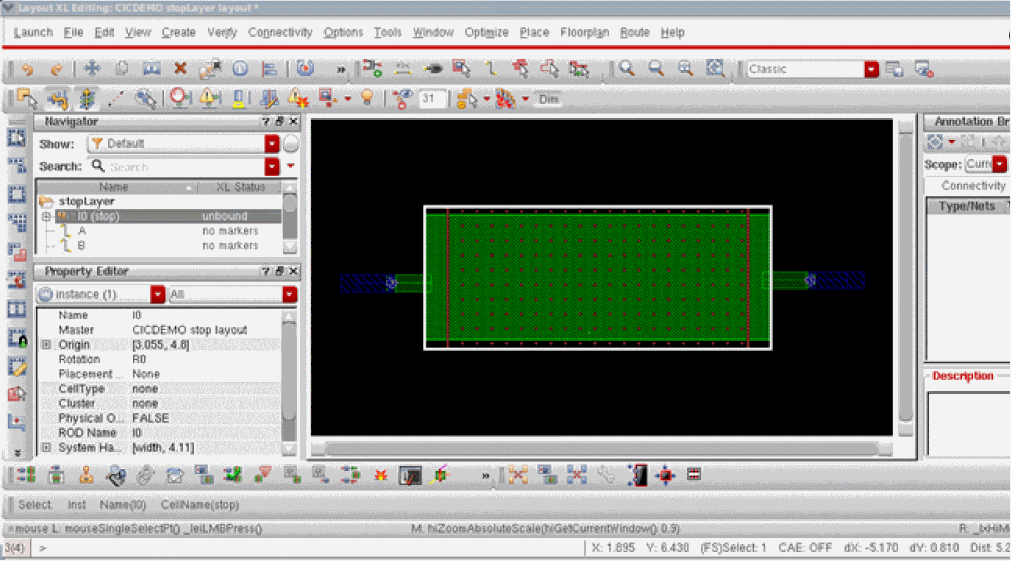 Layout XL Editing: CICDEMO stopLayer layout *
Launch File Edit View Create Verify Connectivity Options Tools Window Optimize Place Floorplan Route Help
» Classic
31 Dim
Navigator
Show: Default
Search: Search
Name XL Status
stopLayer
I0 (stop) unbound
A no markers
B no markers
Property Editor
instance (1) All
Name I0
Master CICDEMO stop layout
Origin [3.055, 4.8]
Rotation R0
Placement ... None
CellType none
Cluster none
Physical O... FALSE
ROD Name I0
System Ha... [width, 4.11]
Annotation Br
Scope: Curr
Connectivity
Type/Nets
Description
Select Inst Name(I0) CellName(stop)
mouse L: mouseSingleSelectPt() _leiLMBPress() M: hiZoomAbsoluteScale(hiGetCurrentWindow() 0.9) R: _lxHiM
3(4) > X: 1.895 Y: 6.430 (FS)Select: 1 CAE: OFF dX: -5.170 dY: 0.810 Dist: 5.2